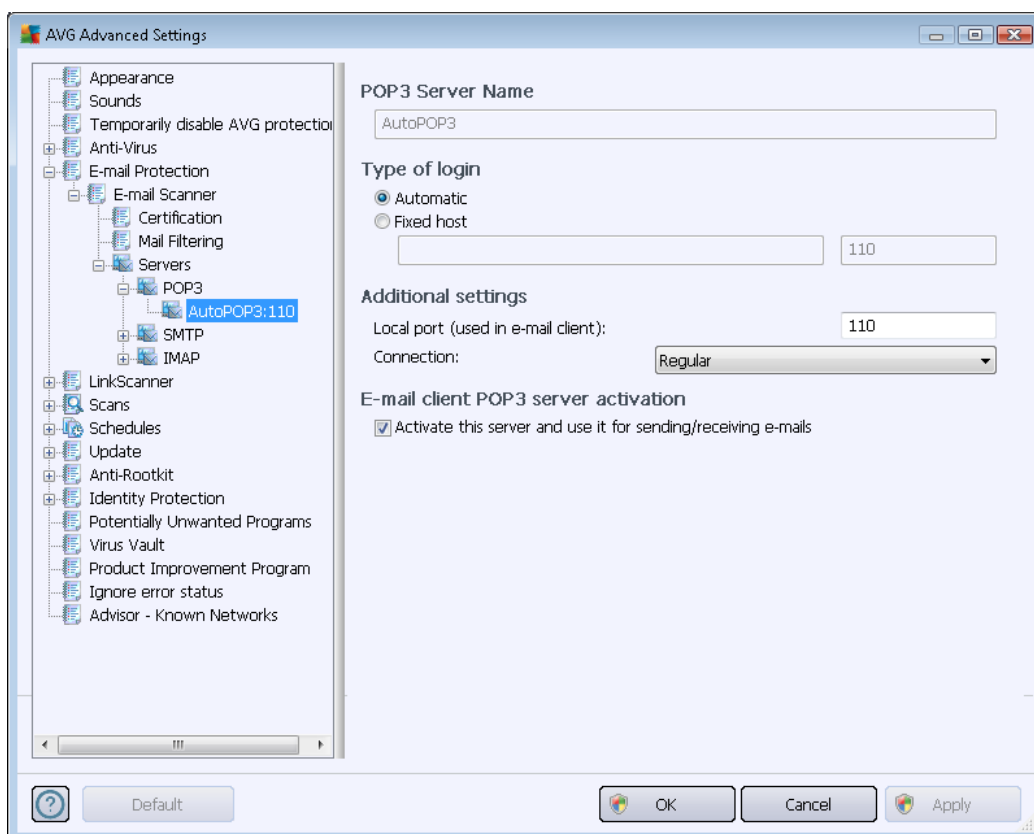 AVG Advanced Settings
Appearance
Sounds
Temporarily disable AVG protection
Anti-Virus
E-mail Protection
E-mail Scanner
Certification
Mail Filtering
Servers
POP3
AutoPOP3:110
SMTP
IMAP
LinkScanner
Scans
Schedules
Update
Anti-Rootkit
Identity Protection
Potentially Unwanted Programs
Virus Vault
Product Improvement Program
Ignore error status
Advisor - Known Networks
POP3 Server Name
AutoPOP3
Type of login
Automatic
Fixed host
110
Additional settings
Local port (used in e-mail client):
110
Connection:
Regular
E-mail client POP3 server activation
Activate this server and use it for sending/receiving e-mails
?
Default
OK
Cancel
Apply